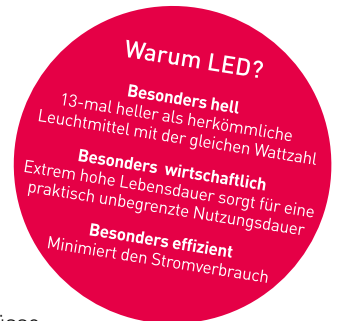 Warum LED?
Besonders hell
13-mal heller als herkömmliche
Leuchtmittel mit der gleichen Wattzahl
Besonders wirtschaftlich
Extrem hohe Lebensdauer sorgt für eine
praktisch unbegrenzte Nutzungsdauer
Besonders effizient
Minimiert den Stromverbrauch